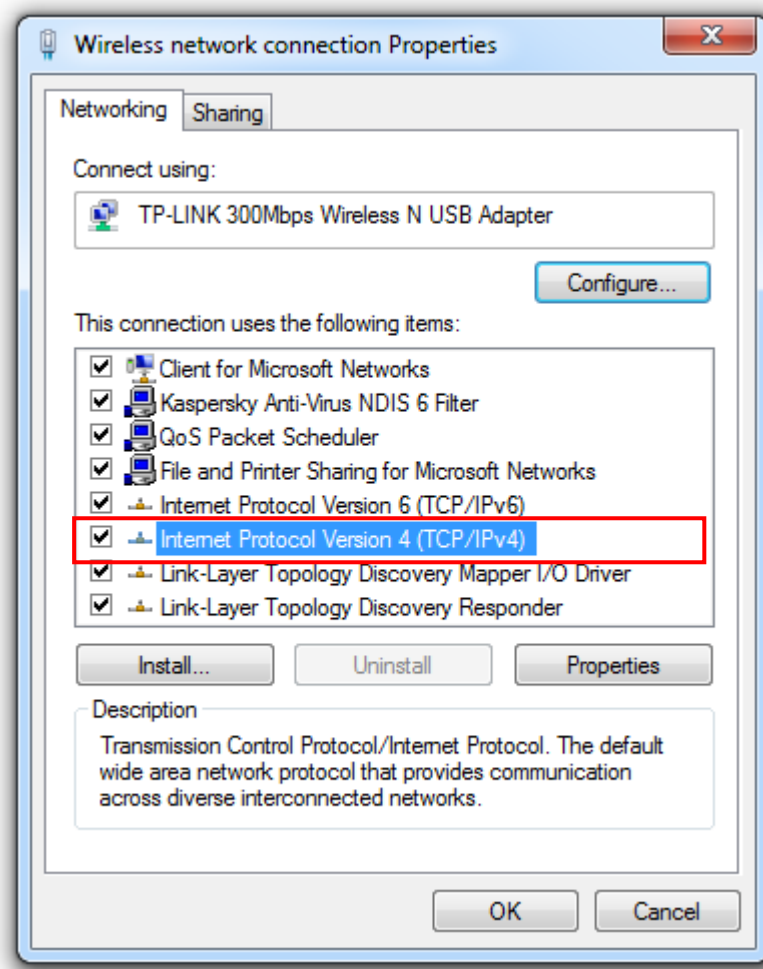 Wireless network connection Properties
Networking
Sharing
Connect using:
TP-LINK 300Mbps Wireless N USB Adapter
Configure...
This connection uses the following items:
Client for Microsoft Networks
Kaspersky Anti-Virus NDIS 6 Filter
QoS Packet Scheduler
File and Printer Sharing for Microsoft Networks
Internet Protocol Version 6 (TCP/IPv6)
Internet Protocol Version 4 (TCP/IPv4)
Link-Layer Topology Discovery Mapper I/O Driver
Link-Layer Topology Discovery Responder
Install...
Uninstall
Properties
Description
Transmission Control Protocol/Internet Protocol. The default
wide area network protocol that provides communication
across diverse interconnected networks.
OK
Cancel